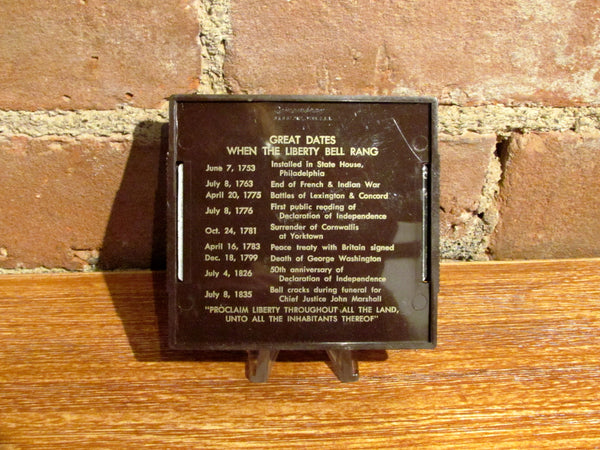 GREAT DATES
WHEN THE LIBERTY BELL RANG
June 7, 1753 Installed in State House,
Philadelphia
July 8, 1763 End of French & Indian War
April 20, 1775 Battles of Lexington & Concord
July 8, 1776 First public reading of
Declaration of Independence
Oct. 24, 1781 Surrender of Cornwallis
at Yorktown
April 16, 1783 Peace treaty with Britain signed
Dec. 18, 1799 Death of George Washington
July 4, 1826 50th anniversary of
Declaration of Independence
July 8, 1835 Bell cracks during funeral for
Chief Justice John Marshall
"PROCLAIM LIBERTY THROUGHOUT ALL THE LAND,
UNTO ALL THE INHABITANTS THEREOF"